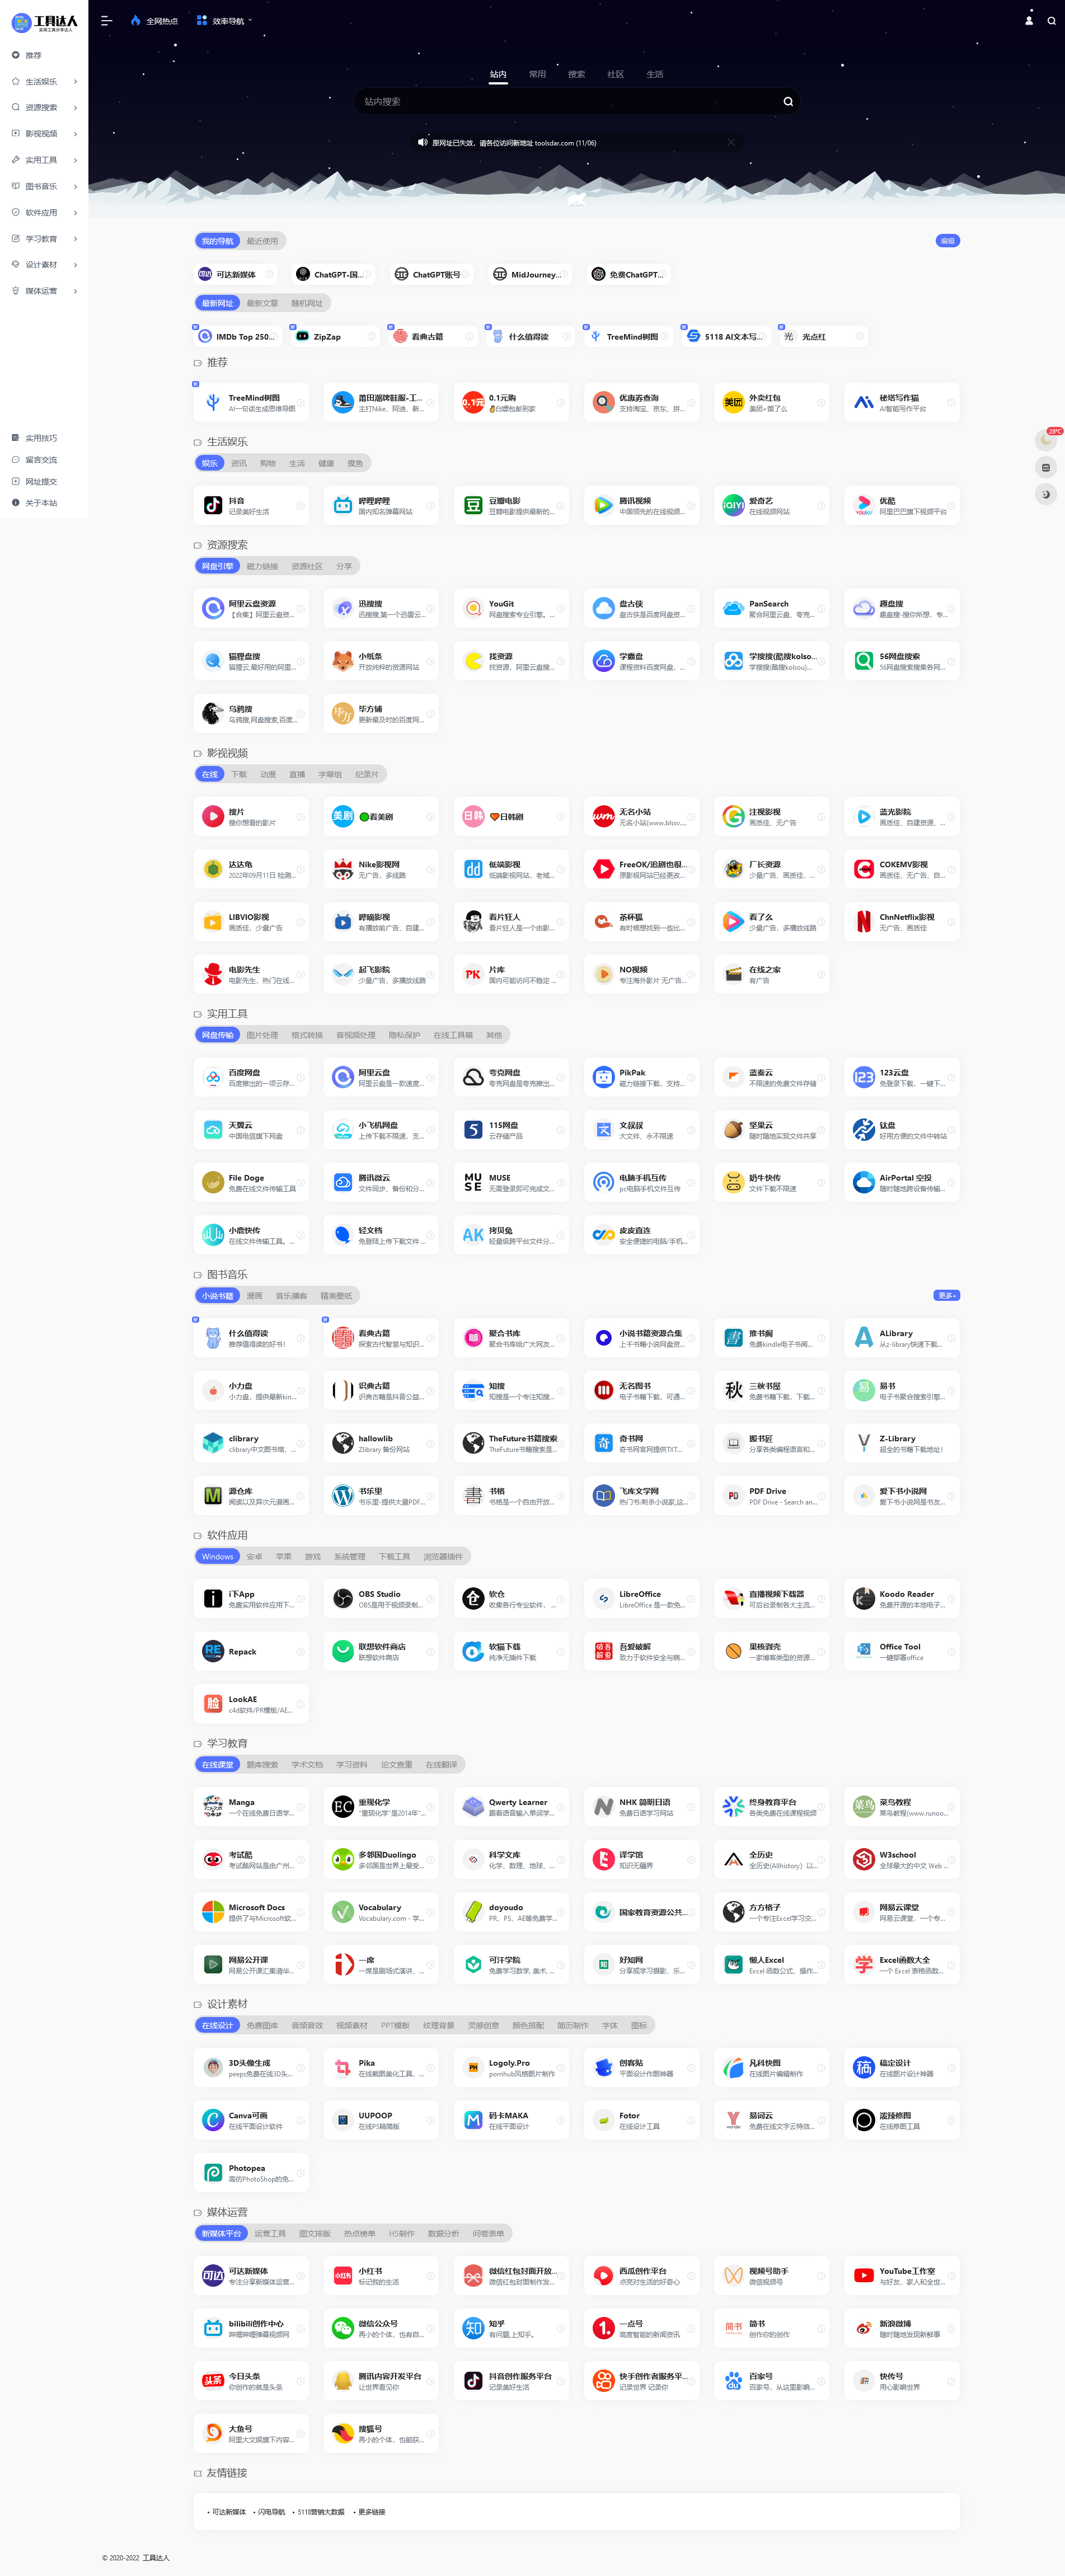 工具达人
实用工具分享达人
全网热点
效率导航
推荐
生活娱乐
资源搜索
影视视频
实用工具
图书音乐
软件应用
学习教育
设计素材
媒体运营
实用技巧
留言交流
网址提交
关于本站
站内 常用 搜索 社区 生活
站内搜索
原网址已失效，请各位访问新地址 toolsdar.com (11/06)
我的导航 最近使用
编辑
可达新媒体 ChatGPT-国... ChatGPT账号 MidJourney... 免费ChatGPT...
最新网址 最新文章 随机网址
IMDb Top 250... ZipZap 看典古籍 什么值得读 TreeMind树图 5118 AI文本写... 光点红
28℃
推荐
TreeMind树图 莆田潮牌鞋服-工... 0.1元购 优惠券查询 外卖红包 秘塔写作猫
AI一句话生成思维导图 主打Nike、阿迪、新... 白嫖包邮到家 支持淘宝、京东、拼... 美团+饿了么 AI智能写作平台
生活娱乐
娱乐 资讯 购物 生活 健康 摸鱼
抖音 哔哩哔哩 豆瓣电影 腾讯视频 爱奇艺 优酷
记录美好生活 国内知名弹幕网站 豆瓣电影提供最新的... 中国领先的在线视频... 在线视频网站 阿里巴巴旗下视频平台
资源搜索
网盘引擎 磁力链接 资源社区 分享
阿里云盘资源 迅搜搜 YouGit 盘古侠 PanSearch 趣盘搜
【合集】阿里云盘资... 迅搜搜,第一个迅雷云... 网盘搜索专业引擎。... 盘古侠是百度网盘资... 聚合阿里云盘、夸克... 趣盘搜-搜你所想，专...
猫狸盘搜 小纸条 找资源 学霸盘 学搜搜(酷搜kolso... 56网盘搜索
猫狸云,最好用的阿里... 开放纯粹的资源网站 找资源，阿里云盘搜... 课程资料百度网盘，... 学搜搜(酷搜kolsou)... 56网盘搜索搜集各网...
乌鸦搜 毕方铺
乌鸦搜,网盘搜索,百度... 更新最及时的百度网...
影视视频
在线 下载 动漫 直播 字幕组 纪录片
搜片 看美剧 日韩剧 无名小站 注视影视 蓝光影院
搜你想看的影片 无名小站(www.blssv... 画质佳，无广告 画质佳、自建资源，...
达达龟 Nike影视网 低端影视 FreeOK/追剧也很... 厂长资源 COKEMV影视
2022年09月11日 检测... 无广告，多线路 低端影视网站，老域... 原影视网站已经更改... 少量广告、画质佳、... 画质佳，无广告、自...
LIBVIO影视 哔嘀影视 看片狂人 茶杯狐 看了么 ChnNetflix影视
画质佳，少量广告 有播放前广告、自建... 看片狂人是一个由影... 有时候想找到一些比... 少量广告，多播放线路 无广告、画质佳
电影先生 起飞影院 片库 NO视频 在线之家
电影先生、热门在线... 少量广告、多播放线路 国内可能访问不稳定 ... 专注海外影片 无广告... 有广告
实用工具
网盘传输 图片处理 格式转换 音视频处理 隐私保护 在线工具箱 其他
百度网盘 阿里云盘 夸克网盘 PikPak 蓝奏云 123云盘
百度推出的一项云存... 阿里云盘是一款速度... 夸克网盘是夸克推出... 磁力链接下载，支持... 不限速的免费文件存储 免登录下载，一键下...
天翼云 小飞机网盘 115网盘 文叔叔 坚果云 钛盘
中国电信旗下网盘 上传下载不限速，支... 云存储产品 大文件、永不限速 随时随地实现文件共享 好用方便的文件中转站
File Doge 腾讯微云 MUSE 电脑手机互传 奶牛快传 AirPortal 空投
免费在线文件传输工具 文件同步、备份和分... 无需登录即可完成文... pc电脑手机文件互传 文件下载不限速 随时随地跨设备传输...
小鹿快传 轻文档 拷贝兔 皮皮直连
在线文件传输工具。... 免登陆上传下载文件 ... 轻量级跨平台文件分... 安全便捷的电脑/手机...
图书音乐
小说书籍 漫画 音乐播客 精美壁纸
更多+
什么值得读 看典古籍 聚合书库 小说书籍资源合集 推书阁 ALibrary
推荐值得读的好书！ 探索古代智慧与知识... 聚合书库给广大网友... 上千书籍小说网盘资... 免费kindle电子书阅... 从z-library快速下载...
小力盘 识典古籍 知搜 无名图书 三秋书屋 易书
小力盘，提供最新kin... 识典古籍是抖音公益... 知搜是一个专注知搜... 电子书籍下载，可通... 免费书籍下载，下载... 电子书聚合搜索引擎...
clibrary hallowlib TheFuture书籍搜索 奇书网 搬书匠 Z-Library
clibrary中文图书馆，... Zlibrary 备份网站 TheFuture书籍搜索是... 奇书网官网提供TXT... 分享各类编程语言和... 超全的书籍下载地址！
源仓库 书乐里 书格 飞库文学网 PDF Drive 爱下书小说网
阅读以及异次元漫画... 书乐里-提供大量PDF... 书格是一个自由开放... 热门书:刺杀小说家,这... PDF Drive - Search an... 爱下书小说网是书友...
软件应用
Windows 安卓 苹果 游戏 系统管理 下载工具 浏览器插件
i下App OBS Studio 软仓 LibreOffice 直播视频下载器 Koodo Reader
免费实用软件应用下... OBS是用于视频录制... 收集各行专业软件， ... LibreOffice 是一款免... 可后台录制各大主流... 免费开源的本地电子...
Repack 联想软件商店 软猫下载 吾爱破解 果核剥壳 Office Tool
联想软件商店 纯净无插件下载 致力于软件安全与病... 一家博客类型的资源... 一键部署office
LookAE
c4d软件/PR模板/AE...
学习教育
在线课堂 题库搜索 学术文档 学习资料 论文查重 在线翻译
Manga 重现化学 Qwerty Learner NHK 简明日语 终身教育平台 菜鸟教程
一个在线免费日语学... “重现化学”是2014年“... 跟着语音输入单词学... 免费日语学习网站 各类免费在线课程视频 菜鸟教程(www.runoo...
考试酷 多邻国Duolingo 科学文库 译学馆 全历史 W3school
考试酷网站是由广州... 多邻国是世界上最受... 化学、数理、地球、... 知识无疆界 全历史(Allhistory）以... 全球最大的中文 Web ...
Microsoft Docs Vocabulary doyoudo 国家教育资源公共... 方方格子 网易云课堂
提供了与Microsoft软... Vocabulary.com - 学... PR、PS、AE等免费学... 一个专注Excel学习交... 网易云课堂，一个专...
网易公开课 一席 可汗学院 好知网 懒人Excel Excel函数大全
网易公开课汇集清华... 一席是剧场式演讲，... 免费学习数学, 美术, ... 分享或学习摄影、乐... Excel 函数公式、操作... 一个 Excel 表格函数...
设计素材
在线设计 免费图库 音频音效 视频素材 PPT模板 纹理背景 灵感创意 颜色搭配 简历制作 字体 图标
3D头像生成 Pika Logoly.Pro 创客贴 凡科快图 稿定设计
peeps免费在线3D头... 在线截图美化工具，... pornhub风格图片制作 平面设计作图神器 在线图片编辑制作 在线图片设计神器
Canva可画 UUPOOP 码卡MAKA Fotor 易词云 泼辣修图
在线平面设计软件 在线PS精简版 在线平面设计 在线设计工具 免费在线文字云特效... 在线修图工具
Photopea
高仿PhotoShop的免...
媒体运营
新媒体平台 运营工具 图文排版 热点榜单 H5制作 数据分析 问卷表单
可达新媒体 小红书 微信红包封面开放... 西瓜创作平台 视频号助手 YouTube工作室
专注分享新媒体运营... 标记我的生活 微信红包封面制作发... 点亮对生活的好奇心 微信视频号 与好友、家人和全世...
bilibili创作中心 微信公众号 知乎 一点号 简书 新浪微博
哔哩哔哩弹幕视频网 再小的个体，也有自... 有问题,上知乎。 高度智能的新闻资讯 创作你的创作 随时随地发现新鲜事
今日头条 腾讯内容开发平台 抖音创作服务平台 快手创作者服务平... 百家号 快传号
你创作的就是头条 让世界看见你 记录美好生活 记录世界 记录你 百家号，从这里影响... 用心影响世界
大鱼号 搜狐号
阿里大文娱旗下内容... 再小的个体，也能获...
友情链接
• 可达新媒体 • 闪电导航 • 5118营销大数据 • 更多链接
© 2020-2022 工具达人